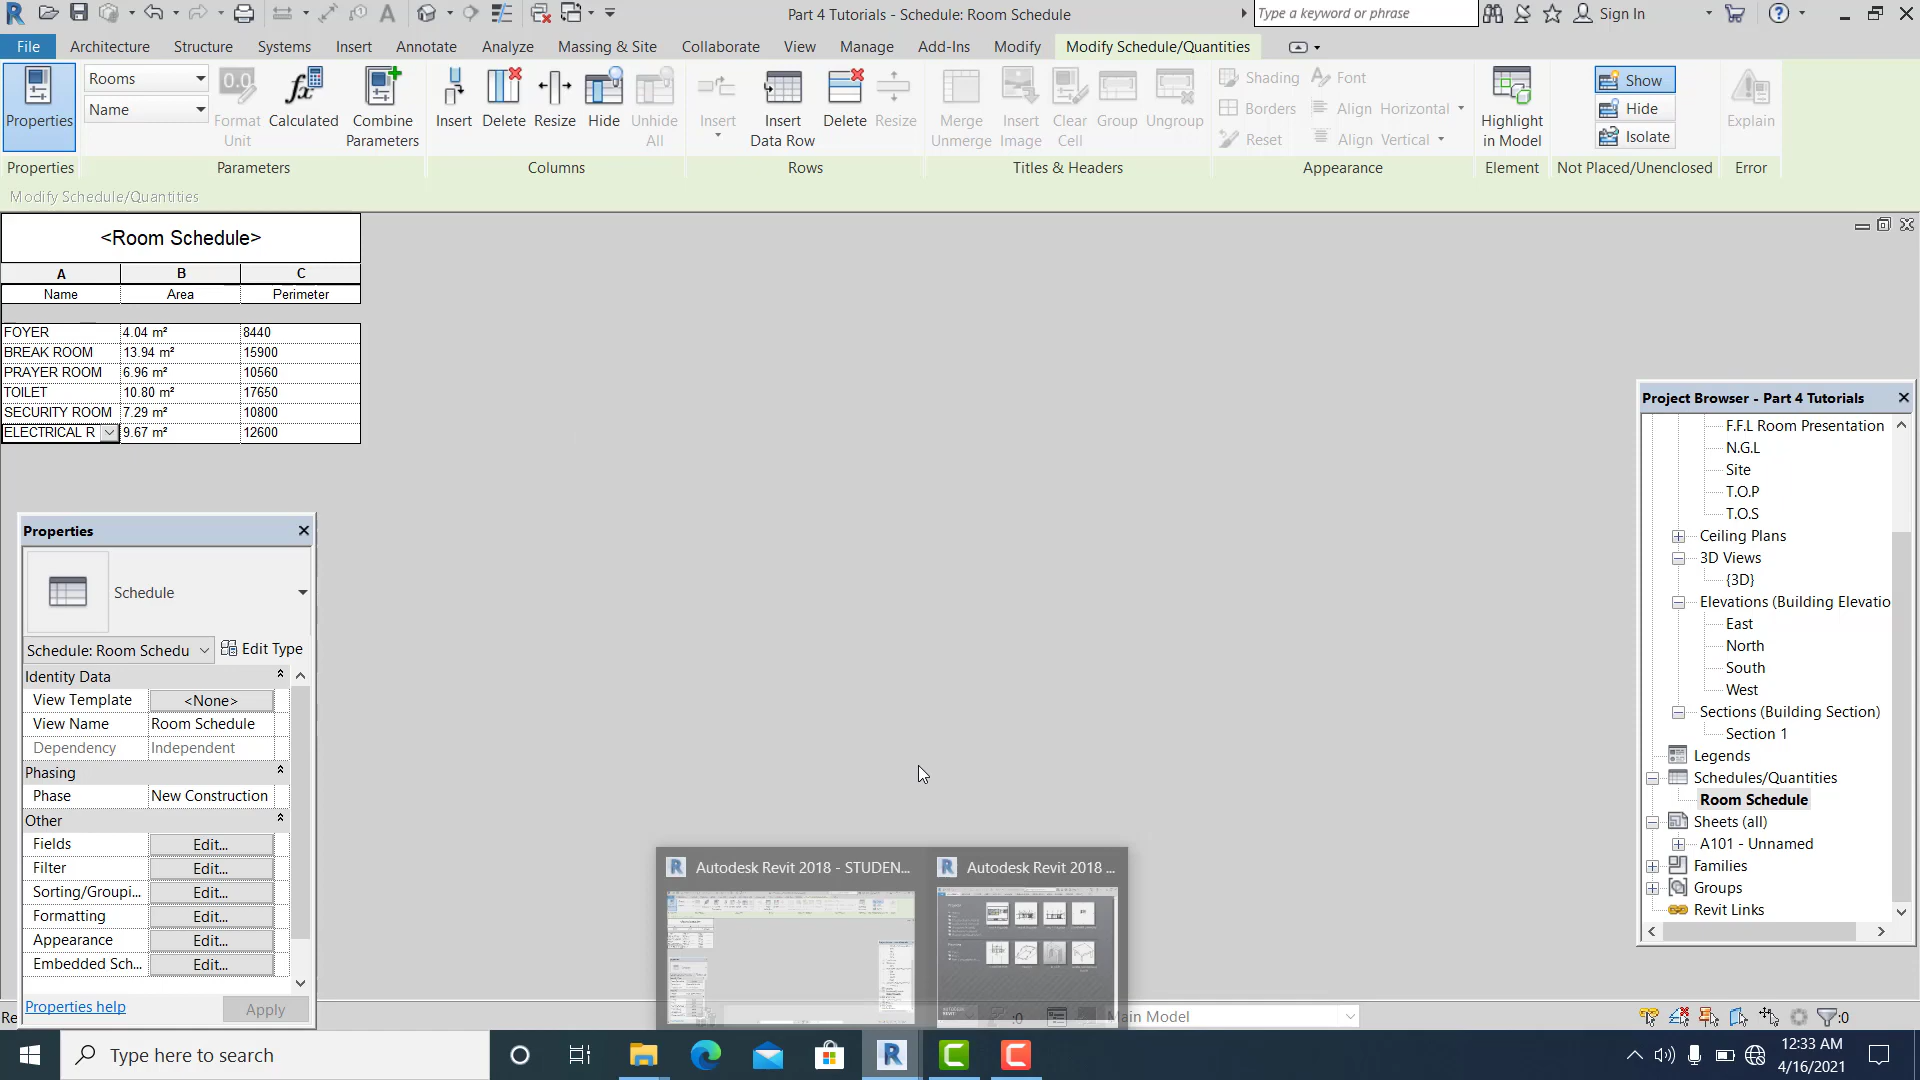 Part 4 Tutorials - Schedule: Room Schedule
Type a keyword or phrase
Sign In
File Architecture Structure Systems Insert Annotate Analyze Massing & Site Collaborate View Manage Add-Ins Modify Modify Schedule/Quantities
Properties
Rooms
Name
Format Unit
Calculated
Combine Parameters
Insert
Delete
Resize
Hide
Unhide All
Insert
Insert Data Row
Delete
Resize
Merge Unmerge
Insert Image
Clear Cell
Group
Ungroup
Shading
Borders
Reset
Font
Align Horizontal
Align Vertical
Highlight in Model
Show
Hide
Isolate
Explain
Properties Parameters Columns Rows Titles & Headers Appearance Element Not Placed/Unenclosed Error
Modify Schedule/Quantities
<Room Schedule>
A B C
Name Area Perimeter
FOYER 4.04 m² 8440
BREAK ROOM 13.94 m² 15900
PRAYER ROOM 6.96 m² 10560
TOILET 10.80 m² 17650
SECURITY ROOM 7.29 m² 10800
ELECTRICAL R 9.67 m² 12600
Properties
Schedule
Schedule: Room Schedu
Edit Type
Identity Data
View Template <None>
View Name Room Schedule
Dependency Independent
Phasing
Phase New Construction
Other
Fields Edit...
Filter Edit...
Sorting/Groupi... Edit...
Formatting Edit...
Appearance Edit...
Embedded Sch... Edit...
Properties help
Apply
Re
Project Browser - Part 4 Tutorials
F.F.L Room Presentation
N.G.L
Site
T.O.P
T.O.S
Ceiling Plans
3D Views
{3D}
Elevations (Building Elevatio
East
North
South
West
Sections (Building Section)
Section 1
Legends
Schedules/Quantities
Room Schedule
Sheets (all)
A101 - Unnamed
Families
Groups
Revit Links
Autodesk Revit 2018 - STUDEN...
Autodesk Revit 2018 ...
:0
Main Model
:0
Type here to search
12:33 AM
4/16/2021